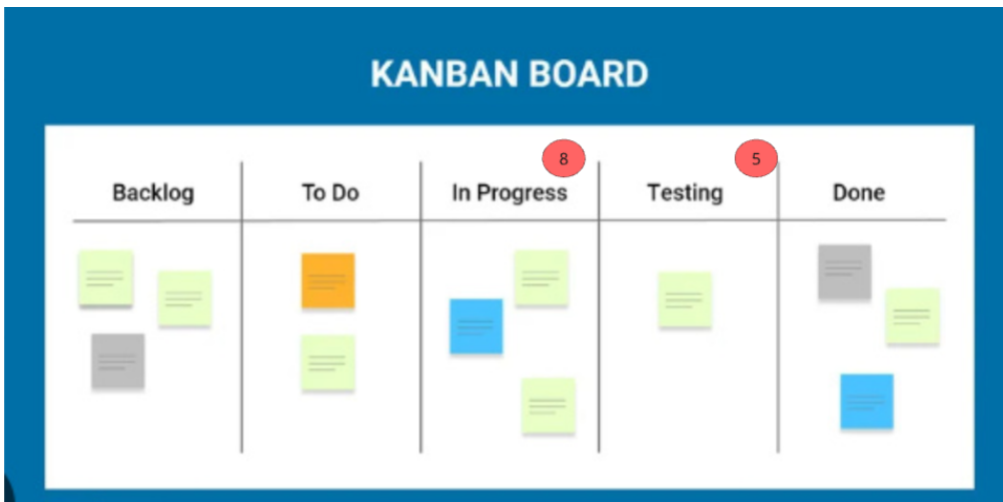 KANBAN BOARD
8
5
Backlog
To Do
In Progress
Testing
Done